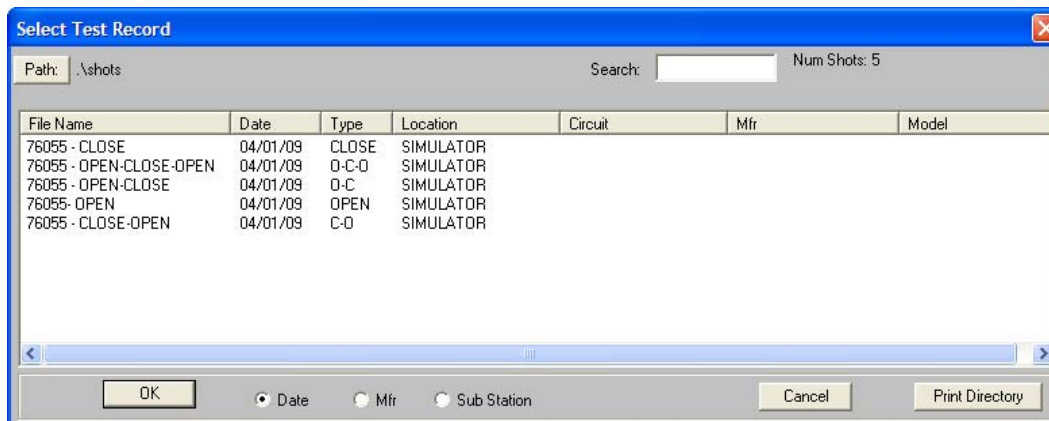 Select Test Record
Path: .\shots Search: Num Shots: 5
File Name Date Type Location Circuit Mfr Model
76055 - CLOSE 04/01/09 CLOSE SIMULATOR
76055 - OPEN-CLOSE-OPEN 04/01/09 O-C-O SIMULATOR
76055 - OPEN-CLOSE 04/01/09 O-C SIMULATOR
76055- OPEN 04/01/09 OPEN SIMULATOR
76055 - CLOSE-OPEN 04/01/09 C-O SIMULATOR
OK Date Mfr Sub Station Cancel Print Directory